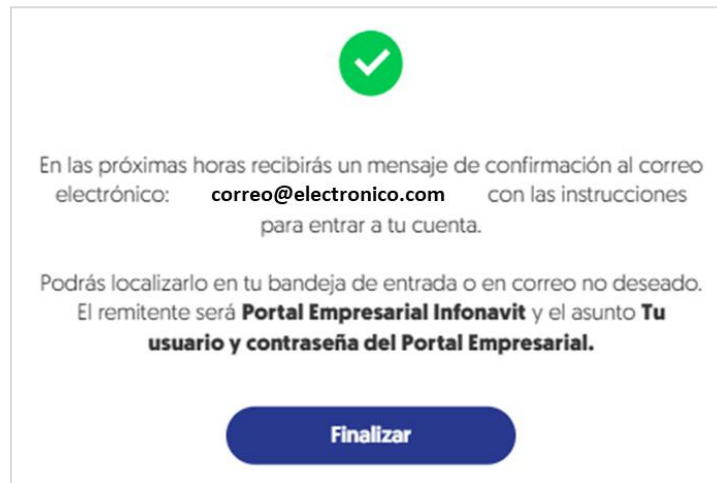 En las próximas horas recibirás un mensaje de confirmación al correo
electrónico: correo@electronico.com con las instrucciones
para entrar a tu cuenta.
Podrás localizarlo en tu bandeja de entrada o en correo no deseado.
El remitente será Portal Empresarial Infonavit y el asunto Tu
usuario y contraseña del Portal Empresarial.
Finalizar